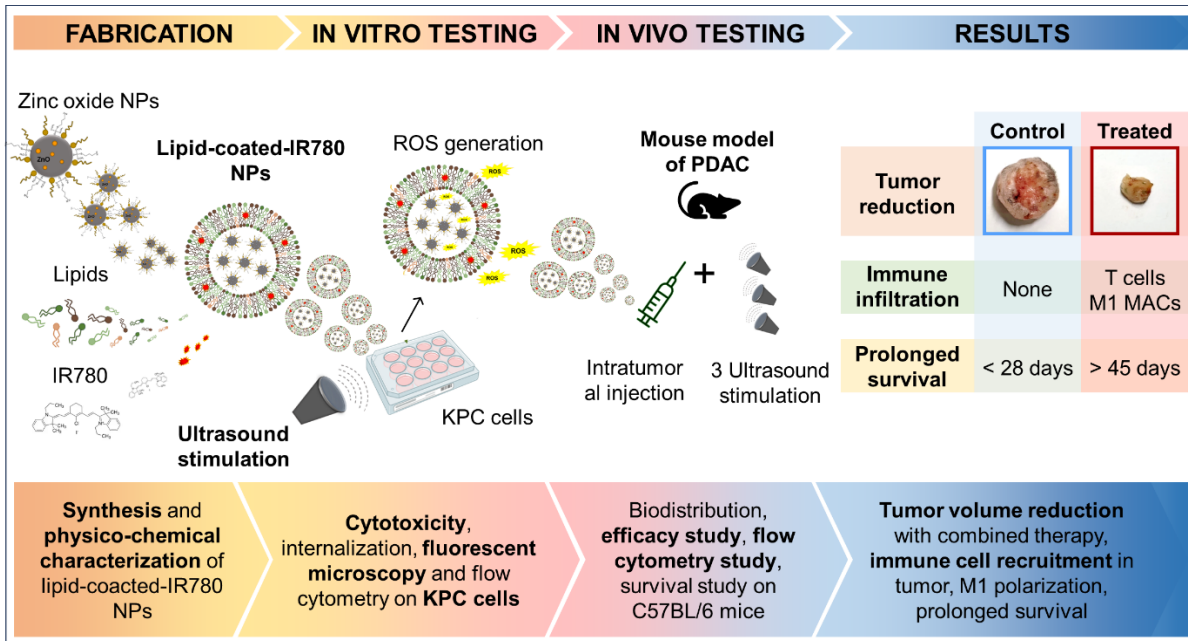 FABRICATION
IN VITRO TESTING
IN VIVO TESTING
RESULTS
Zinc oxide NPs
ZnO
Lipids
IR780
Lipid-coated-IR780
NPs
Ultrasound
stimulation
ROS generation
ROS
ROS
ROS
ROS
KPC cells
Mouse model
of PDAC
+
Intratumor
al injection
3 Ultrasound
stimulation
Control
Treated
Tumor
reduction
Immune
infiltration
None
T cells
M1 MACs
Prolonged
survival
< 28 days
> 45 days
Synthesis and
physico-chemical
characterization of
lipid-coacted-IR780
NPs
Cytotoxicity,
internalization, fluorescent
microscopy and flow
cytometry on KPC cells
Biodistribution,
efficacy study, flow
cytometry study,
survival study on
C57BL/6 mice
Tumor volume reduction
with combined therapy,
immune cell recruitment in
tumor, M1 polarization,
prolonged survival